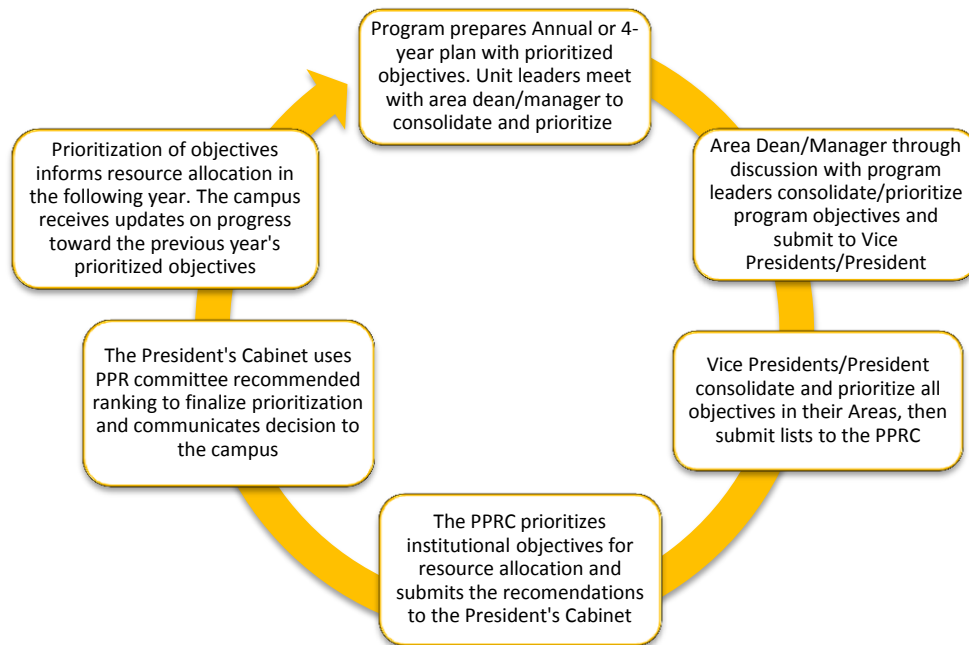 Program prepares Annual or 4-
year plan with prioritized
objectives. Unit leaders meet
with area dean/manager to
consolidate and prioritize
Area Dean/Manager through
discussion with program
leaders consolidate/prioritize
program objectives and
submit to Vice
Presidents/President
Vice Presidents/President
consolidate and prioritize all
objectives in their Areas, then
submit lists to the PPRC
The PPRC prioritizes
institutional objectives for
resource allocation and
submits the recomendations
to the President's Cabinet
The President's Cabinet uses
PPR committee recommended
ranking to finalize prioritization
and communicates decision to
the campus
Prioritization of objectives
informs resource allocation in
the following year. The campus
receives updates on progress
toward the previous year's
prioritized objectives